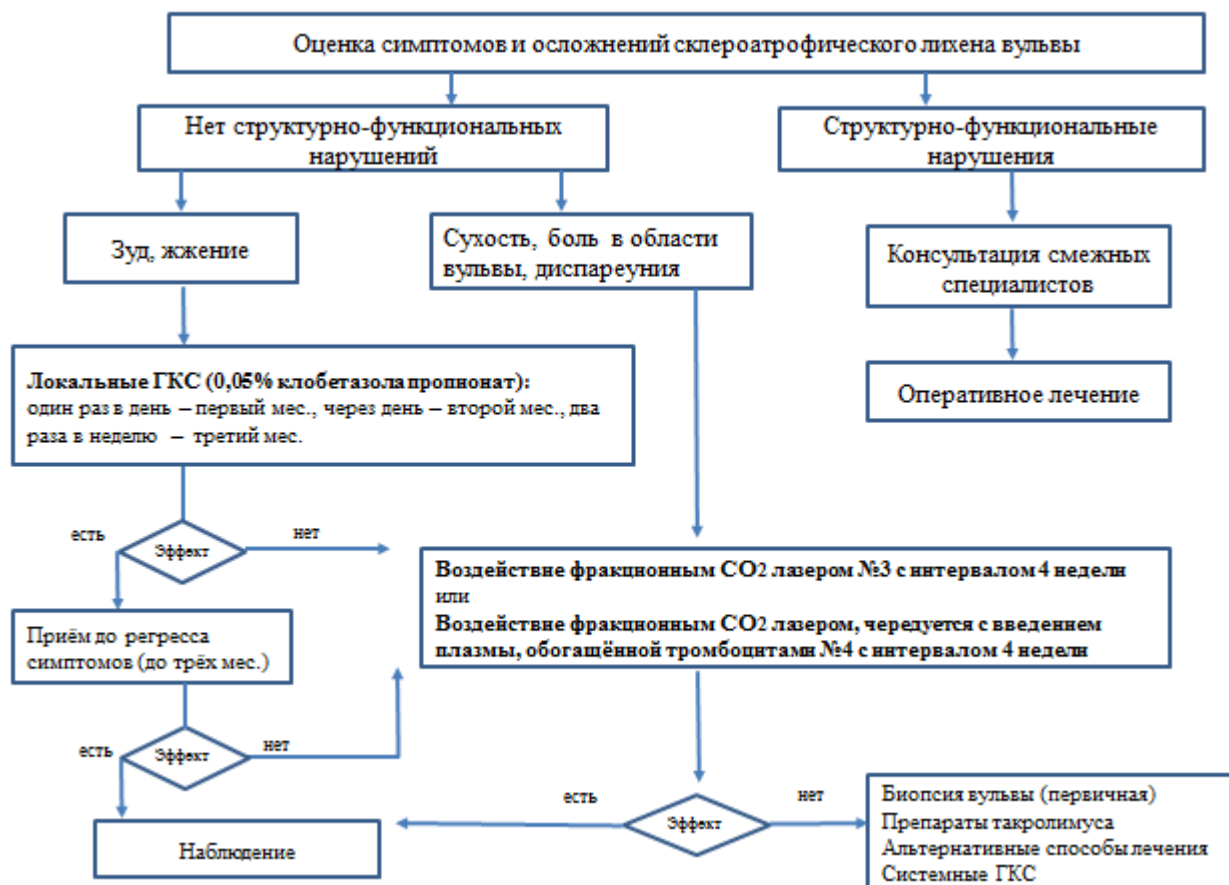 Оценка симптомов и осложнений склероатрофического лихена вульвы
Нет структурно-функциональных
нарушений
Структурно-функциональные
нарушения
Зуд, жжение
Сухость, боль в области
вульвы, диспареуния
Консультация смежных
специалистов
Локальные ГКС (0,05% клобетазола пропионат):
один раз в день – первый мес., через день – второй мес., два
раза в неделю – третий мес.
Оперативное лечение
есть
Эффект
нет
Воздействие фракционным CO2 лазером №3 с интервалом 4 недели
или
Воздействие фракционным CO2 лазером, чередуется с введением
плазмы, обогащённой тромбоцитами №4 с интервалом 4 недели
Приём до регресса
симптомов (до трёх мес.)
есть
Эффект
нет
Наблюдение
есть
Эффект
нет
Биопсия вульвы (первичная)
Препараты такролимуса
Альтернативные способы лечения
Системные ГКС